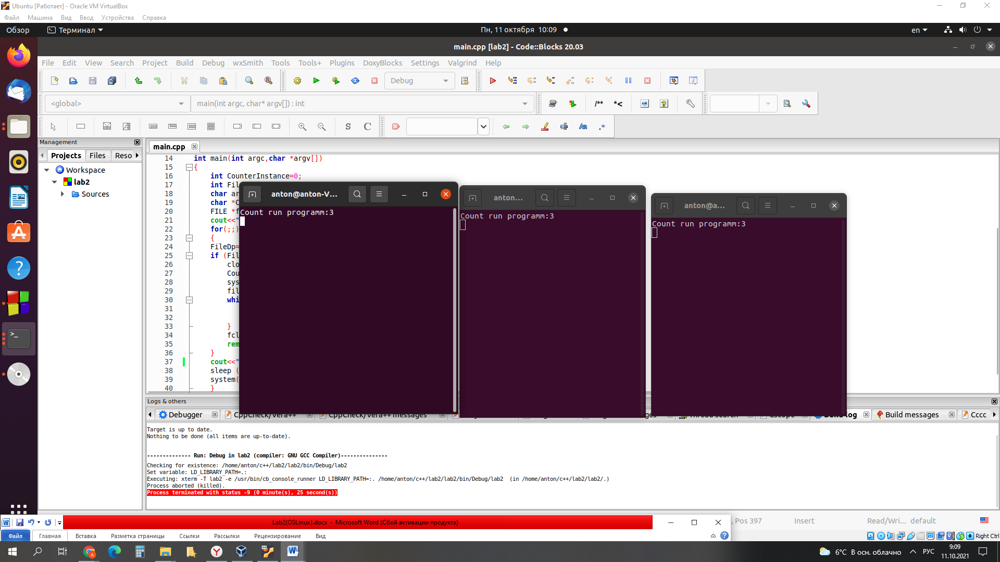 Ubuntu [Работает] - Oracle VM VirtualBox
Файл Машина Вид Ввод Устройства Справка
Обзор Терминал Пн, 11 октября 10:09 en
main.cpp [lab2] - Code::Blocks 20.03
File Edit View Search Project Build Debug wxSmith Tools Tools+ Plugins DoxyBlocks Settings Valgrind Help
Debug
<global> main(int argc, char* argv[]) : int /** *<
S C Aa .*
Management
Projects Files Reso
Workspace
lab2
Sources
main.cpp
14 int main(int argc,char *argv[])
15 {
16 int CounterInstance=0;
17 int Fil
18 char ar
19 char *C
20 FILE *f
21 cout<<"
22 for(;;)
23 {
24 FileDp=
25 if (Fil
26 clo
27 Cou
28 sys
29 fil
30 whi
31
32
33 }
34 fcl
35 rem
36 }
37 cout<<"
38 sleep (
39 system(
40 }
anton@anton-V...
Count run programm:3
anton...
Count run programm:3
anton@a...
Count run programm:3
Logs & others
Debugger CppCheck/Vera++ CppCheck/Vera++ messages Thread search Cscope Build log Build messages Cccc
Target is up to date.
Nothing to be done (all items are up-to-date).
-------------- Run: Debug in lab2 (compiler: GNU GCC Compiler)---------------
Checking for existence: /home/anton/c++/lab2/lab2/bin/Debug/lab2
Set variable: LD_LIBRARY_PATH=.:
Executing: xterm -T lab2 -e /usr/bin/cb_console_runner LD_LIBRARY_PATH=:. /home/anton/c++/lab2/lab2/bin/Debug/lab2 (in /home/anton/c++/lab2/lab2/.)
Process aborted (killed).
Process terminated with status -9 (0 minute(s), 25 second(s))
Lab2(OSLinux).docx - Microsoft Word (Сбой активации продукта)
, Pos 397 Insert Read/Wri... default
Файл Главная Вставка Разметка страницы Ссылки Рассылки Рецензирование Вид
Right Ctrl
6°C В осн. облачно РУС 9:09
11.10.2021